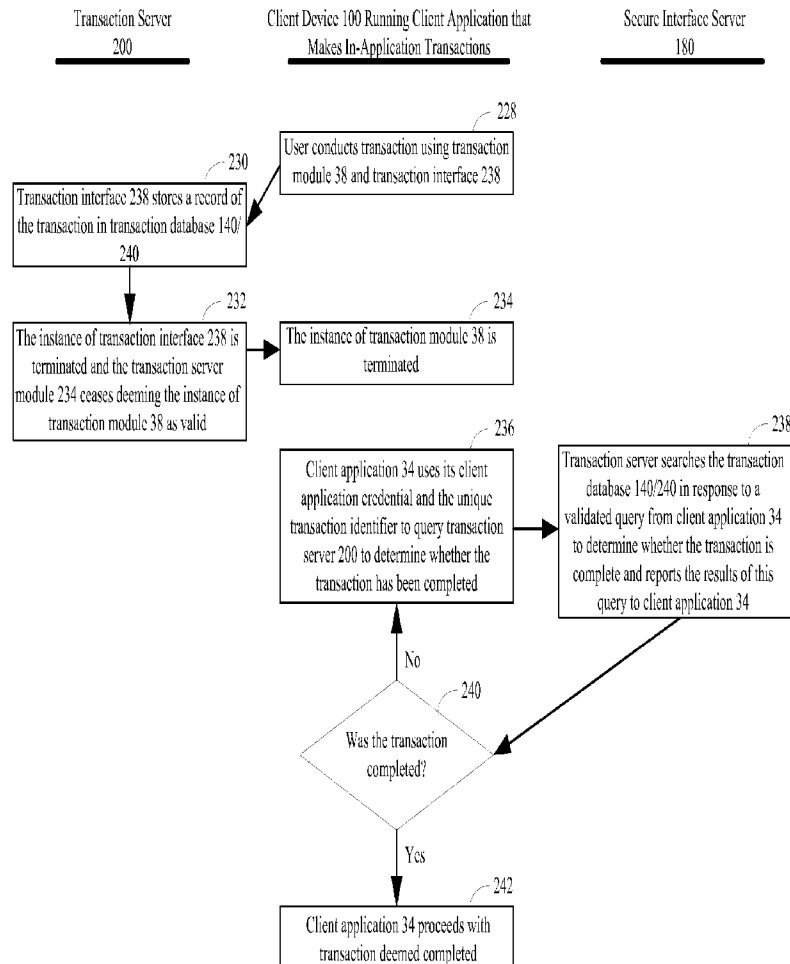 Transaction Server
200
Client Device 100 Running Client Application that
Makes In-Application Transactions
Secure Interface Server
180
228
User conducts transaction using transaction
module 38 and transaction interface 238
230
Transaction interface 238 stores a record of
the transaction in transaction database 140/
240
232
The instance of transaction interface 238 is
terminated and the transaction server
module 234 ceases deeming the instance of
transaction module 38 as valid
234
The instance of transaction module 38 is
terminated
236
Client application 34 uses its client
application credential and the unique
transaction identifier to query transaction
server 200 to determine whether the
transaction has been completed
238
Transaction server searches the transaction
database 140/240 in response to a
validated query from client application 34
to determine whether the transaction is
complete and reports the results of this
query to client application 34
No
240
Was the transaction
completed?
Yes
242
Client application 34 proceeds with
transaction deemed completed